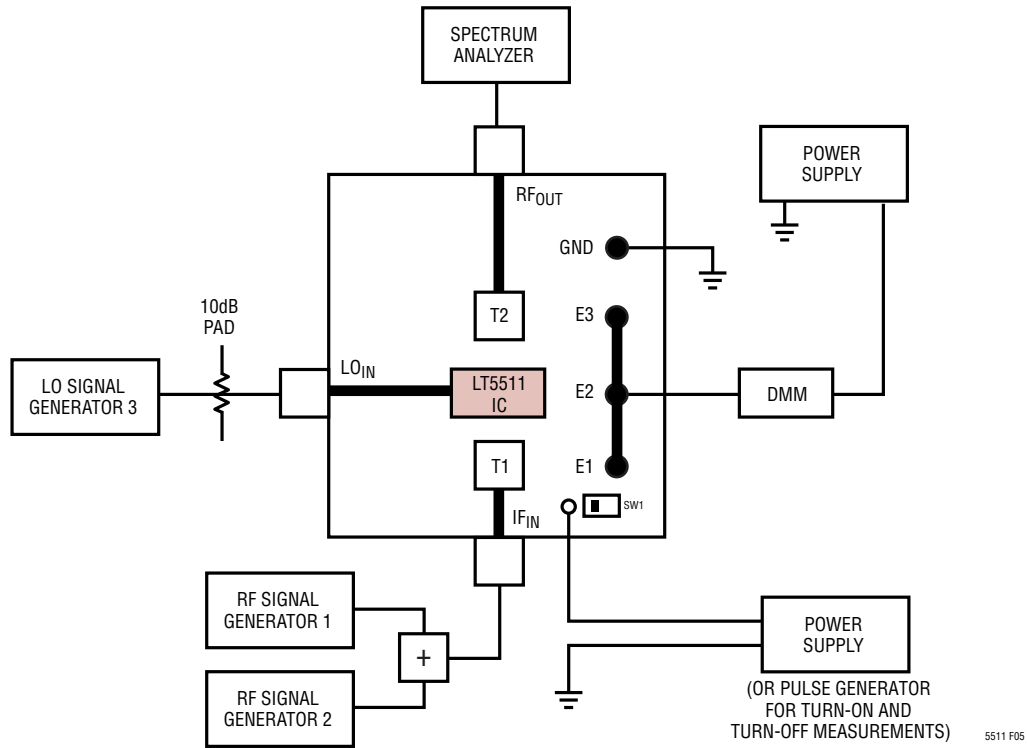 SPECTRUM
ANALYZER
POWER
SUPPLY
RFOUT
GND
10dB
PAD
T2
E3
LO SIGNAL
GENERATOR 3
LOIN
LT5511
IC
E2
DMM
T1
E1
SW1
IFIN
RF SIGNAL
GENERATOR 1
+
RF SIGNAL
GENERATOR 2
POWER
SUPPLY
(OR PULSE GENERATOR
FOR TURN-ON AND
TURN-OFF MEASUREMENTS)
5511 F05